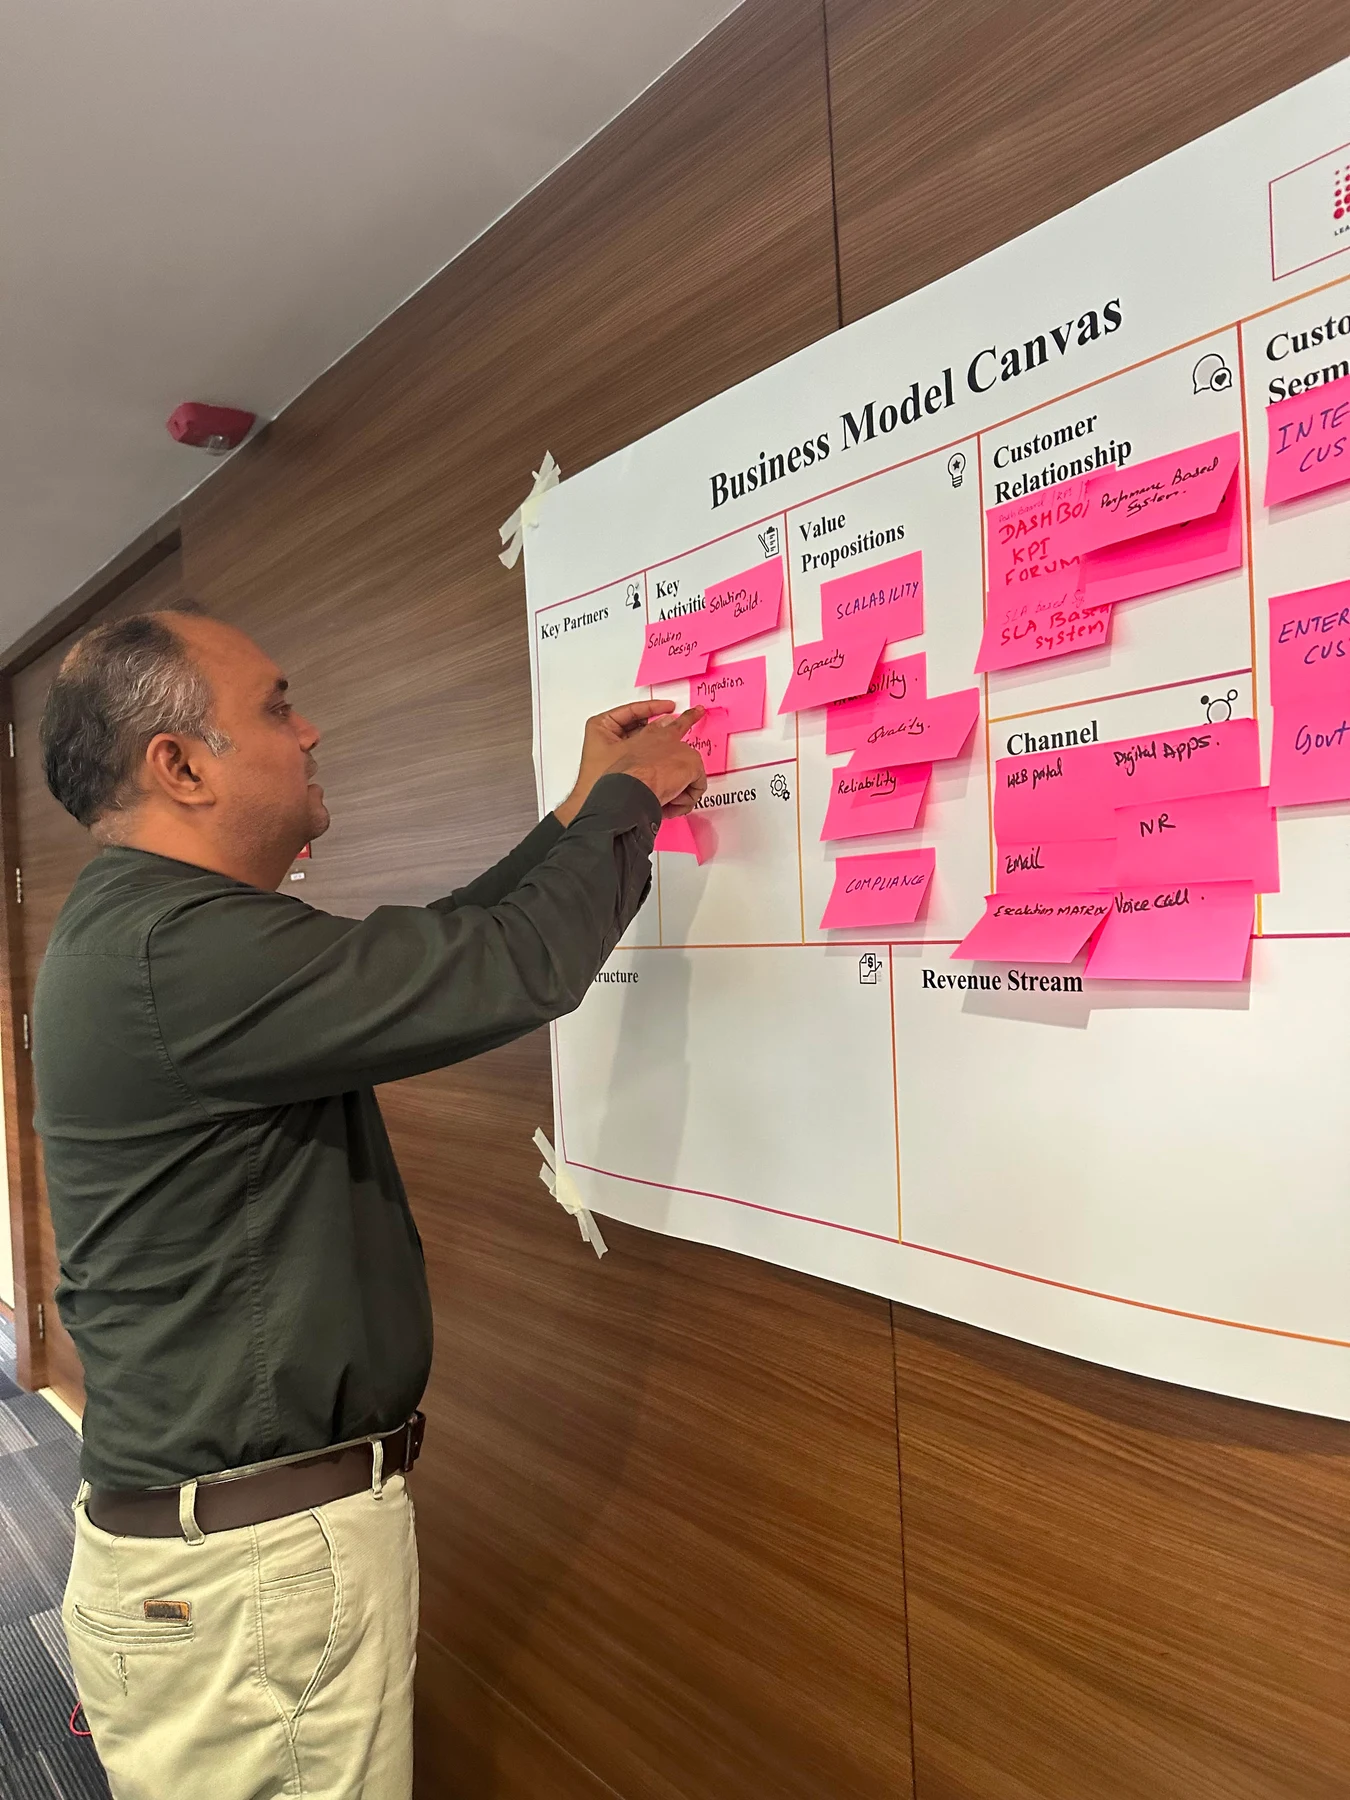 Business Model Canvas
Key Partners
Key
Solution
Build.
Solution
Design
Migration.
Resources
Value
Propositions
SCALABILITY
Capacity
Quality.
Reliability
COMPLIANCE
Customer
Relationship
DASHBO
KPI
FORUM
Performance Based
System.
SLA based
SLA Based
System
Channel
WEB portal
Digital Apps.
NR
Email
Escalation MATRIX
Voice call.
Revenue Stream
Custo
Segm
INTE
CUS
ENTER
CUS
Govt